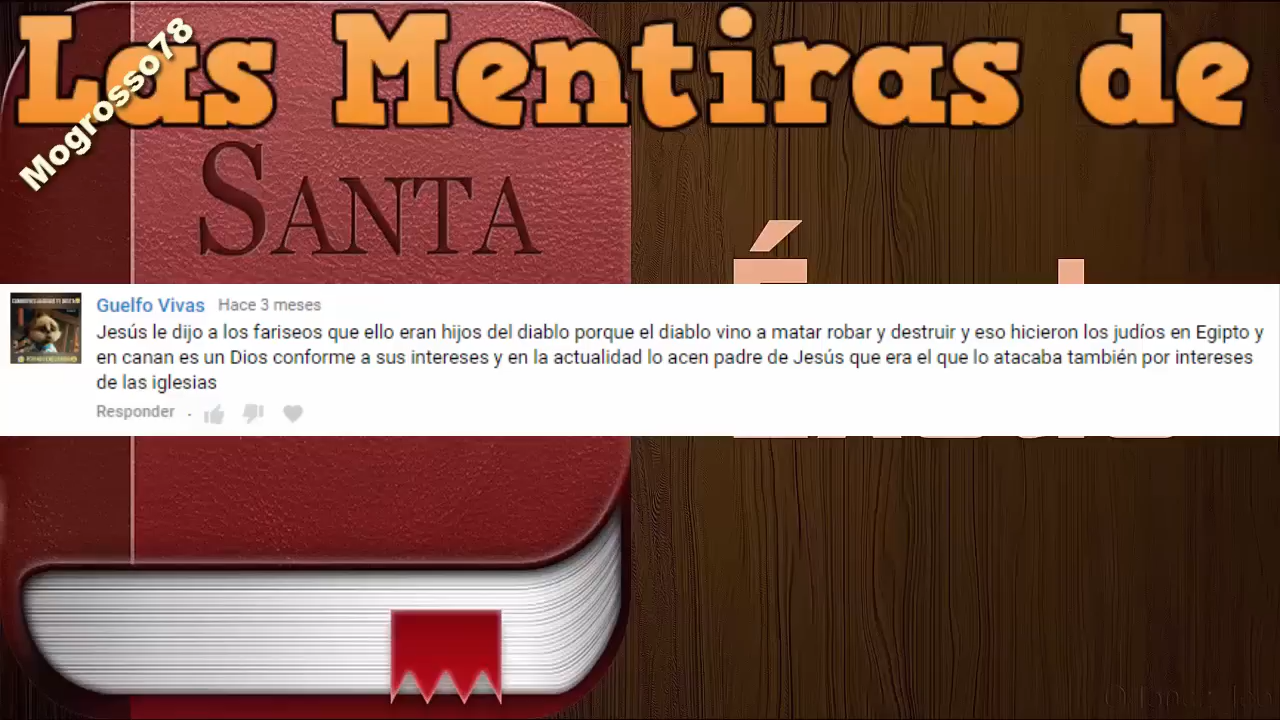 Las Mentiras de
Mogrosso78
SANTA
Guelfo Vivas Hace 3 meses
Jesús le dijo a los fariseos que ello eran hijos del diablo porque el diablo vino a matar robar y destruir y eso hicieron los judíos en Egipto y
en canan es un Dios conforme a sus intereses y en la actualidad lo acen padre de Jesús que era el que lo atacaba también por intereses
de las iglesias
Responder